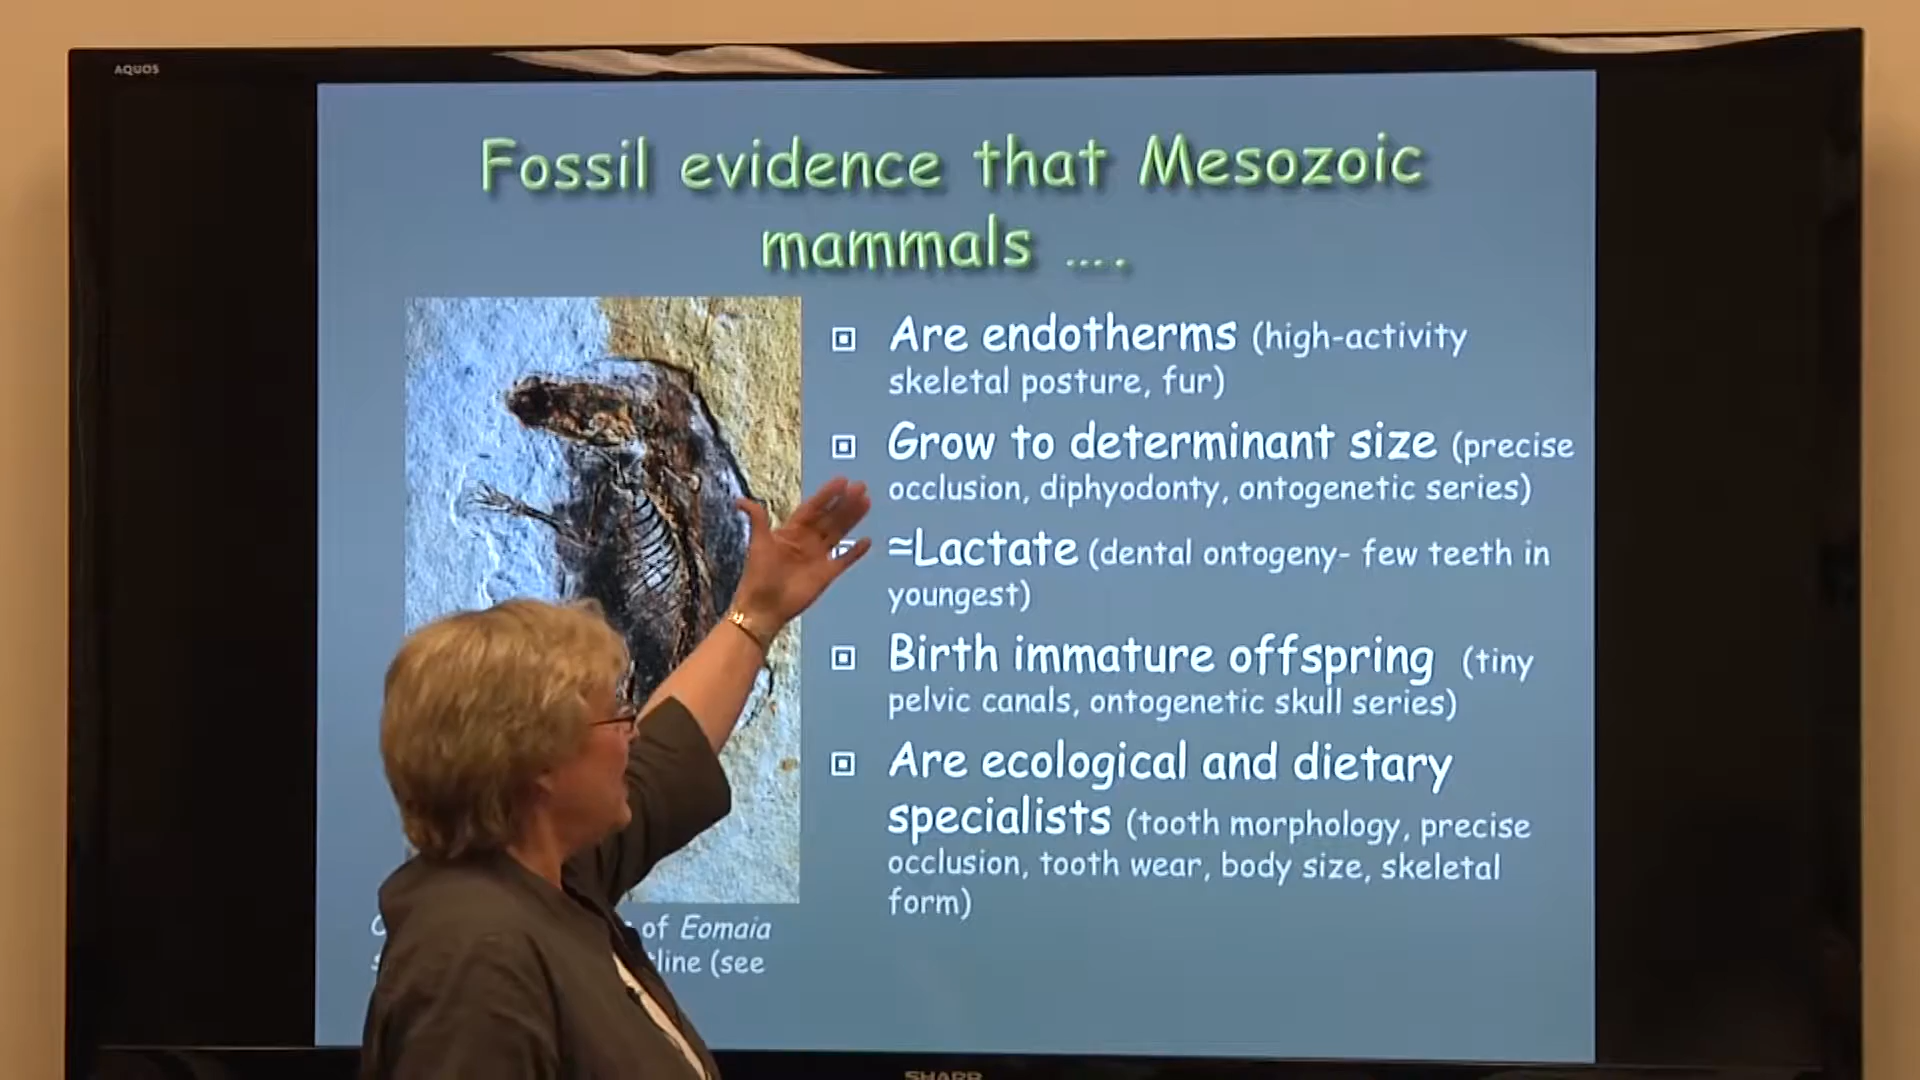 AQUOS
Fossil evidence that Mesozoic
mammals ....
Are endotherms (high-activity
skeletal posture, fur)
Grow to determinant size (precise
occlusion, diphyodonty, ontogenetic series)
≈Lactate (dental ontogeny- few teeth in
youngest)
Birth immature offspring (tiny
pelvic canals, ontogenetic skull series)
Are ecological and dietary
specialists (tooth morphology, precise
occlusion, tooth wear, body size, skeletal
form)
of Eomaia
(see
SHARP